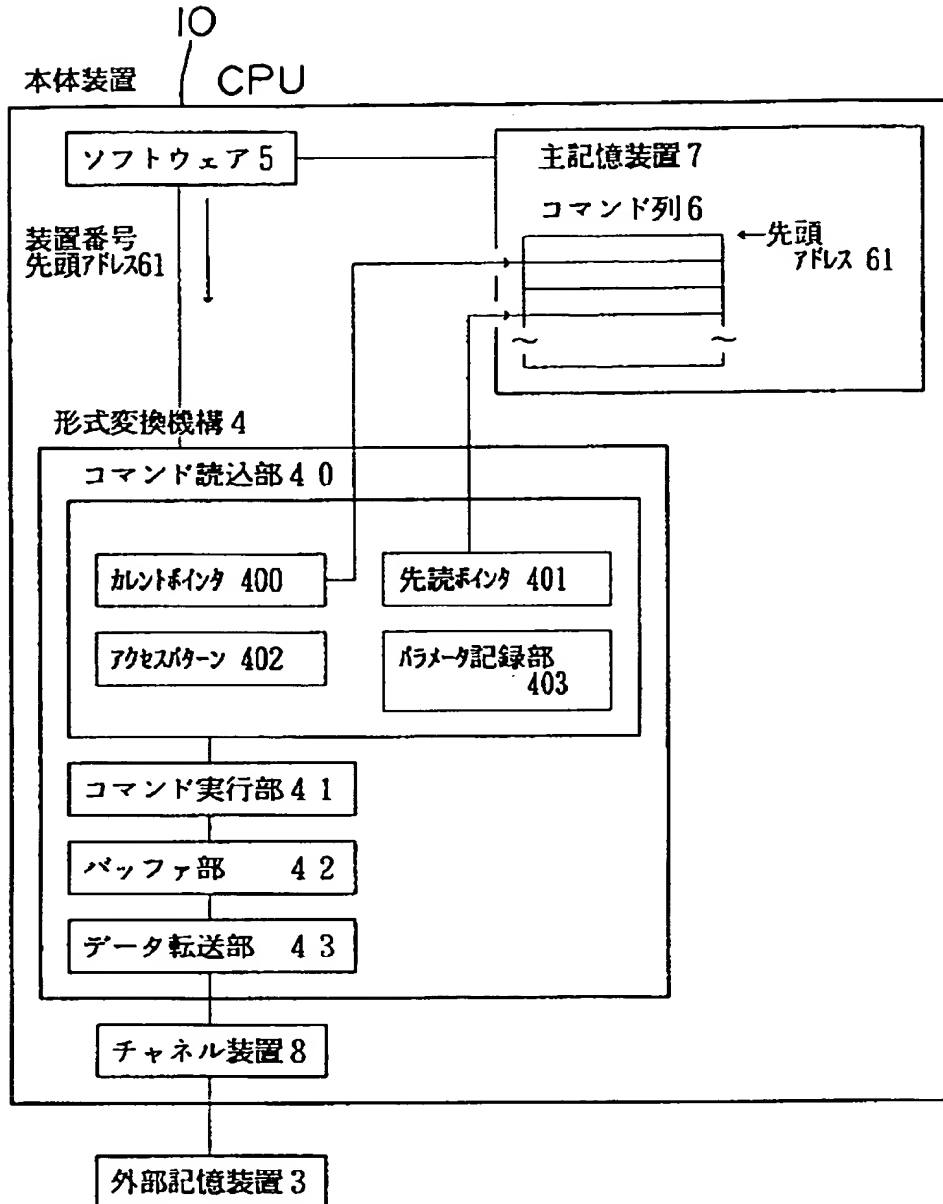 10
本体装置 CPU
ソフトウェア5
主記憶装置7
コマンド列6
←先頭
アドレス 61
装置番号
先頭アドレス61
形式変換機構4
コマンド読込部40
カレントポインタ 400
先読ポインタ 401
アクセスパターン 402
パラメータ記録部
403
コマンド実行部41
バッファ部 42
データ転送部 43
チャネル装置8
外部記憶装置3